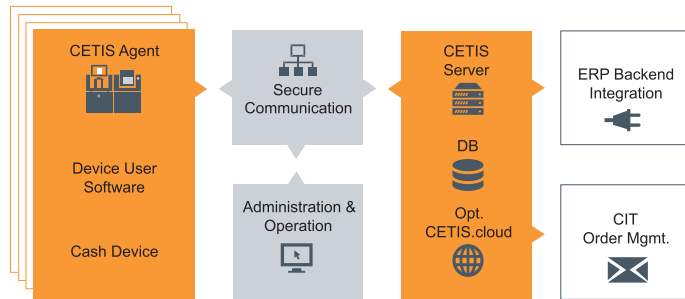 CETIS Agent
Device User
Software
Cash Device
Secure
Communication
Administration &
Operation
CETIS
Server
DB
Opt.
CETIS.cloud
ERP Backend
Integration
CIT
Order Mgmt.